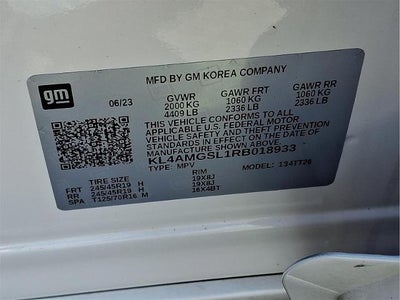 gm
MFD BY GM KOREA COMPANY
06/23 GVWR GAWR FRT GAWR RR
2000 KG 1060 KG 1060 KG
4409 LB 2336 LB 2336 LB
THIS VEHICLE CONFORMS TO ALL
APPLICABLE U.S. FEDERAL MOTOR
VEHICLE SAFETY AND THEFT PREVENTION
STANDARDS IN EFFECT ON THE DATE OF
MANUFACTURE SHOWN ABOVE.
KL4AMGSL1RB018933
TYPE: MPV MODEL: 1347T26
TIRE SIZE RIM
FRT 245/45R19 H 19X8J
RR 245/45R19 H 19X8J
SPA T125/70R16 M 16X4BT